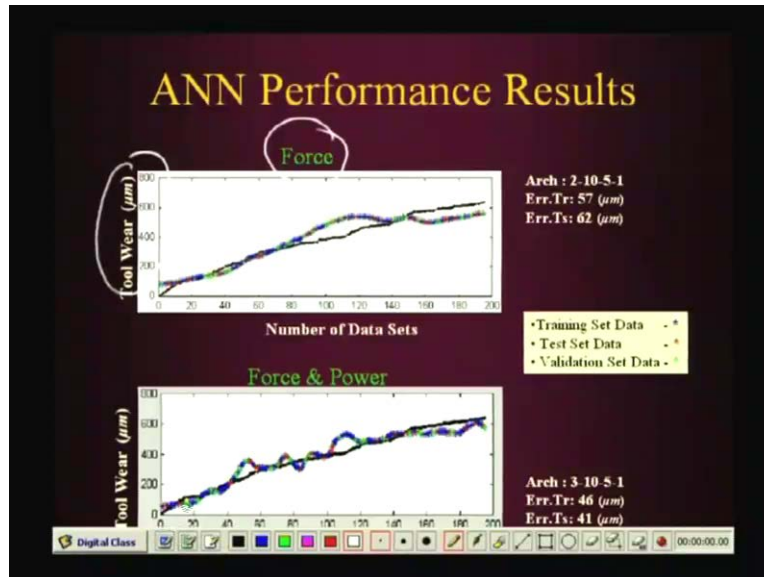 ANN Performance Results
Force
Tool Wear (μm)
800
600
400
200
0
0 20 40 60 80 100 120 140 160 180 200
Number of Data Sets
Arch : 2-10-5-1
Err.Tr: 57 (μm)
Err.Ts: 62 (μm)
•Training Set Data - *
• Test Set Data - *
• Validation Set Data - *
Force & Power
Tool Wear (μm)
800
600
400
200
0
0 20 40 60 80 100 120 140 160 180 200
Arch : 3-10-5-1
Err.Tr: 46 (μm)
Err.Ts: 41 (μm)
Digital Class
00:00:00.00